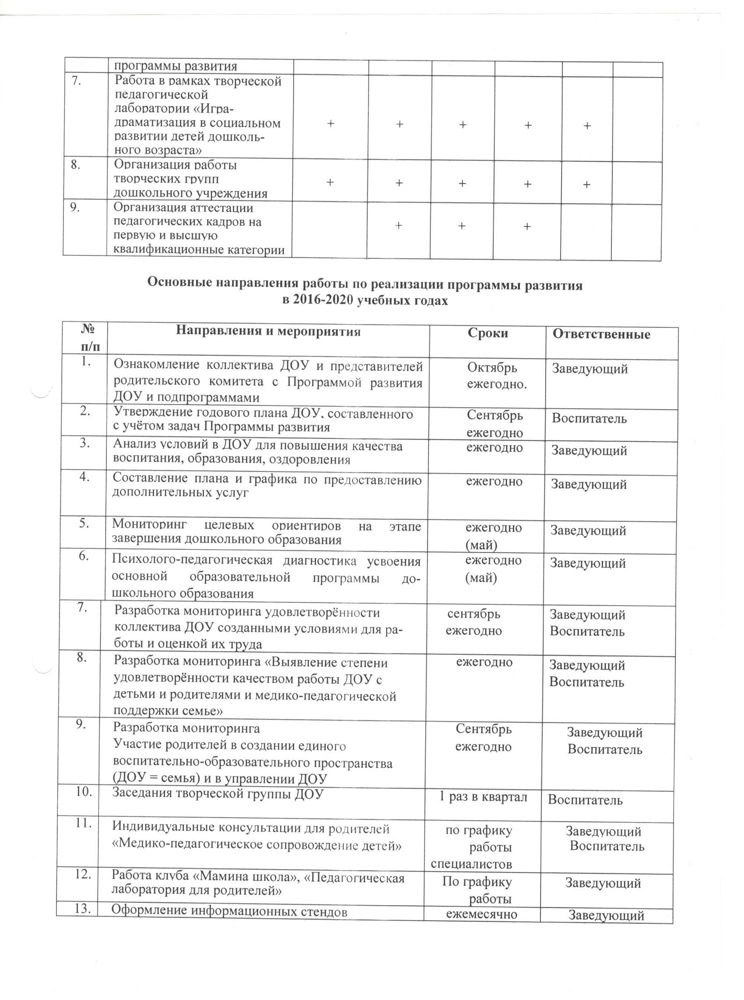 программы развития
7.
Работа в рамках творческой
педагогической
лаборатории «Игра-
драматизация в социальном
развитии детей дошколь-
ного возраста»
+ + + + +
8.
Организация работы
творческих групп
дошкольного учреждения
+ + + + +
9.
Организация аттестации
педагогических кадров на
первую и высшую
квалификационные категории
+ + +
Основные направления работы по реализации программы развития
в 2016-2020 учебных годах
№
п/п
Направления и мероприятия
Сроки
Ответственные
1.
Ознакомление коллектива ДОУ и представителей
родительского комитета с Программой развития
ДОУ и подпрограммами
Октябрь
ежегодно.
Заведующий
2.
Утверждение годового плана ДОУ, составленного
с учётом задач Программы развития
Сентябрь
ежегодно
Воспитатель
3.
Анализ условий в ДОУ для повышения качества
воспитания, образования, оздоровления
ежегодно
Заведующий
4.
Составление плана и графика по предоставлению
дополнительных услуг
ежегодно
Заведующий
5.
Мониторинг целевых ориентиров на этапе
завершения дошкольного образования
ежегодно
(май)
Заведующий
6.
Психолого-педагогическая диагностика усвоения
основной образовательной программы до-
школьного образования
ежегодно
(май)
Заведующий
7.
Разработка мониторинга удовлетворённости
коллектива ДОУ созданными условиями для ра-
боты и оценкой их труда
сентябрь
ежегодно
Заведующий
Воспитатель
8.
Разработка мониторинга «Выявление степени
удовлетворённости качеством работы ДОУ с
детьми и родителями и медико-педагогической
поддержки семье»
ежегодно
Заведующий
Воспитатель
9.
Разработка мониторинга
Участие родителей в создании единого
воспитательно-образовательного пространства
(ДОУ = семья) и в управлении ДОУ
Сентябрь
ежегодно
Заведующий
Воспитатель
10.
Заседания творческой группы ДОУ
1 раз в квартал
Воспитатель
11.
Индивидуальные консультации для родителей
«Медико-педагогическое сопровождение детей»
по графику
работы
специалистов
Заведующий
Воспитатель
12.
Работа клуба «Мамина школа», «Педагогическая
лаборатория для родителей»
По графику
работы
Заведующий
13.
Оформление информационных стендов
ежемесячно
Заведующий